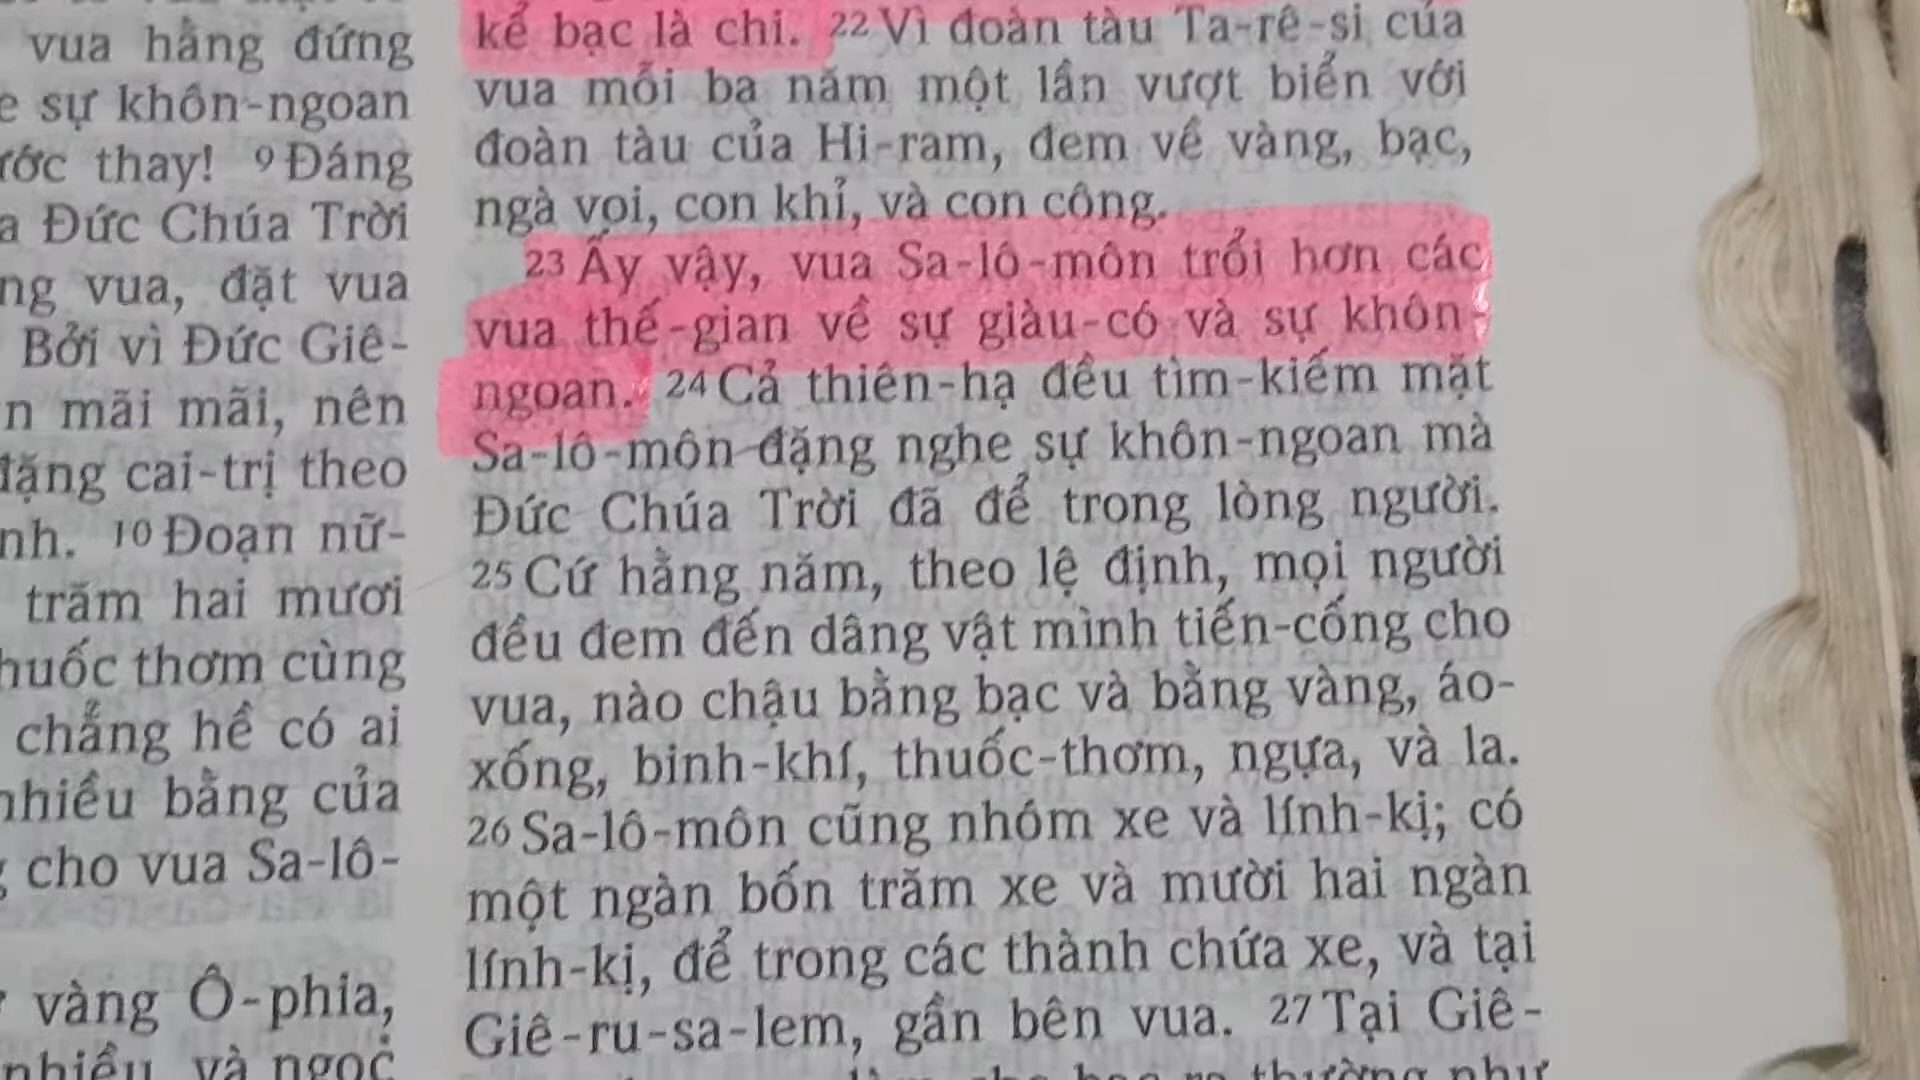 vua hằng đứng
sự khôn-ngoan
thay! 9 Đáng
Đức Chúa Trời
vua, đặt vua
Bởi vì Đức Giê-
mãi mãi, nên
cai-trị theo
10 Đoạn nữ-
trăm hai mươi
thơm cùng
chẳng hề có ai
nhiều bằng của
cho vua Sa-lô-
vàng Ô-phia,
nhiều và ngọc
kể bạc là chi. 22 Vì đoàn tàu Ta-rê-si của
vua mỗi ba năm một lần vượt biển với
đoàn tàu của Hi-ram, đem về vàng, bạc,
ngà voi, con khỉ, và con công.
23 Ấy vậy, vua Sa-lô-môn trổi hơn các
vua thế-gian về sự giàu-có và sự khôn-
ngoan. 24 Cả thiên-hạ đều tìm-kiếm mặt
Sa-lô-môn đặng nghe sự khôn-ngoan mà
Đức Chúa Trời đã để trong lòng người.
25 Cứ hằng năm, theo lệ định, mọi người
đều đem đến dâng vật mình tiến-cống cho
vua, nào chậu bằng bạc và bằng vàng, áo-
xống, binh-khí, thuốc-thơm, ngựa, và la.
26 Sa-lô-môn cũng nhóm xe và lính-kị; có
một ngàn bốn trăm xe và mười hai ngàn
lính-kị, để trong các thành chứa xe, và tại
Giê-ru-sa-lem, gần bên vua. 27 Tại Giê-
thường như